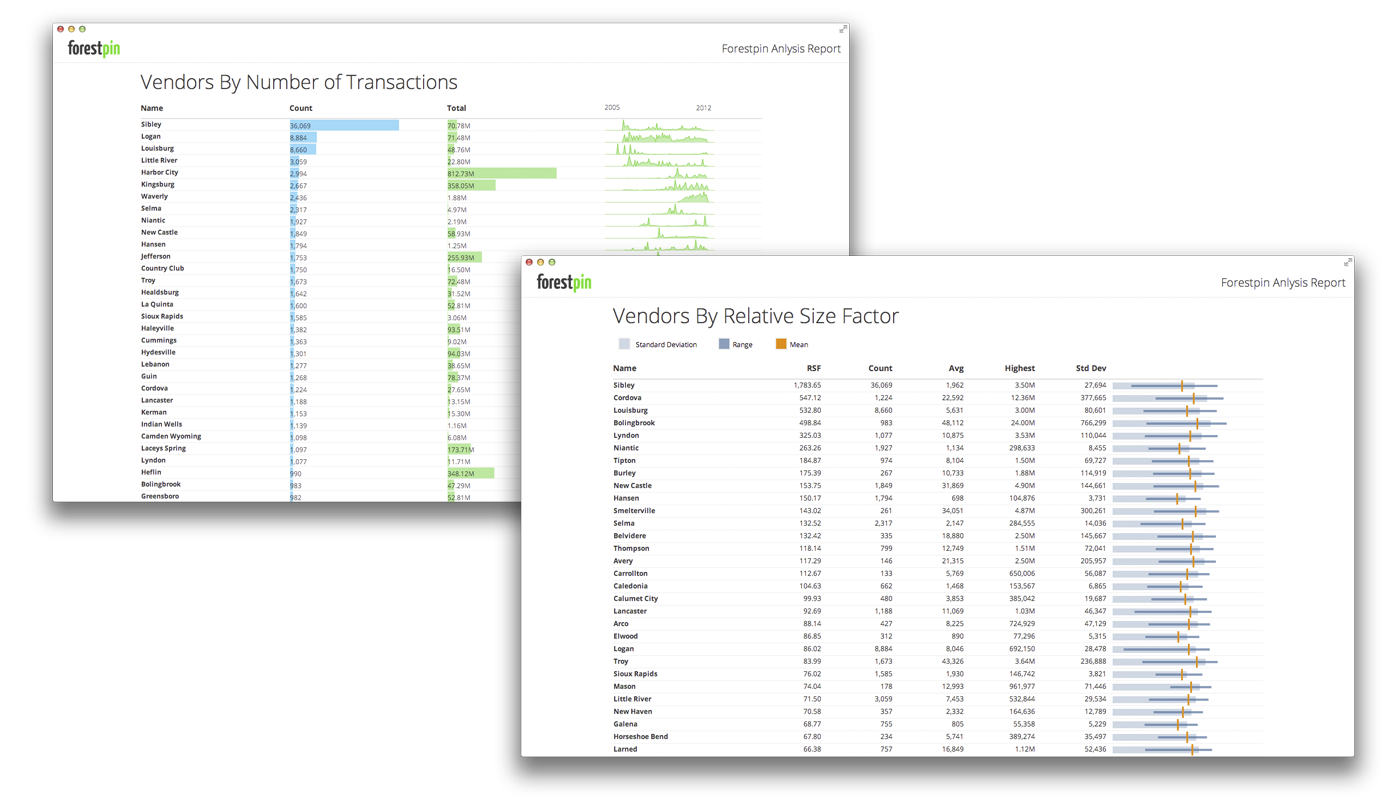 forestpin
Forestpin Anlysis Report
Vendors By Number of Transactions
Name Count Total 2005 2012
Sibley 36,069 70.78M
Logan 8,884 71.48M
Louisburg 8,660 48.76M
Little River 3,059 22.80M
Harbor City 2,994 812.73M
Kingsburg 2,667 358.05M
Waverly 2,436 1.88M
Selma 2,317 4.97M
Niantic 1,927 2.19M
New Castle 1,849 58.93M
Hansen 1,794 1.25M
Jefferson 1,753 255.93M
Country Club 1,750 16.50M
Troy 1,673 72.48M
Healdsburg 1,642 31.52M
La Quinta 1,600 52.81M
Sioux Rapids 1,585 3.06M
Haleyville 1,382 93.51M
Cummings 1,363 9.02M
Hydesville 1,301 94.03M
Lebanon 1,277 38.65M
Guin 1,268 78.37M
Cordova 1,224 27.65M
Lancaster 1,188 13.15M
Kerman 1,153 15.30M
Indian Wells 1,139 1.16M
Camden Wyoming 1,098 6.08M
Laceys Spring 1,097 173.71M
Lyndon 1,077 11.71M
Heflin 990 348.12M
Bolingbrook 983 47.29M
Greensboro 982 52.81M
forestpin
Forestpin Anlysis Report
Vendors By Relative Size Factor
Standard Deviation Range Mean
Name RSF Count Avg Highest Std Dev
Sibley 1,783.65 36,069 1,962 3.50M 27,694
Cordova 547.12 1,224 22,592 12.36M 377,665
Louisburg 532.80 8,660 5,631 3.00M 80,601
Bolingbrook 498.84 983 48,112 24.00M 766,299
Lyndon 325.03 1,077 10,875 3.53M 110,044
Niantic 263.26 1,927 1,134 298,633 8,455
Tipton 184.87 974 8,104 1.50M 69,727
Burley 175.39 267 10,733 1.88M 114,919
New Castle 153.75 1,849 31,869 4.90M 144,661
Hansen 150.17 1,794 698 104,876 3,731
Smelterville 143.02 261 34,051 4.87M 300,261
Selma 132.52 2,317 2,147 284,555 14,036
Belvidere 132.42 335 18,880 2.50M 145,667
Thompson 118.14 799 12,749 1.51M 72,041
Avery 117.29 146 21,315 2.50M 205,957
Carrollton 112.67 133 5,769 650,006 56,087
Caledonia 104.63 662 1,468 153,567 6,865
Calumet City 99.93 480 3,853 385,042 19,687
Lancaster 92.69 1,188 11,069 1.03M 46,347
Arco 88.14 427 8,225 724,929 47,129
Elwood 86.85 312 890 77,296 5,315
Logan 86.02 8,884 8,046 692,150 28,478
Troy 83.99 1,673 43,326 3.64M 236,888
Sioux Rapids 76.02 1,585 1,930 146,742 3,821
Mason 74.04 178 12,993 961,977 71,446
Little River 71.50 3,059 7,453 532,844 29,534
New Haven 70.58 357 2,332 164,636 12,789
Galena 68.77 755 805 55,358 5,229
Horseshoe Bend 67.80 234 5,741 389,274 35,497
Larned 66.38 757 16,849 1.12M 52,436